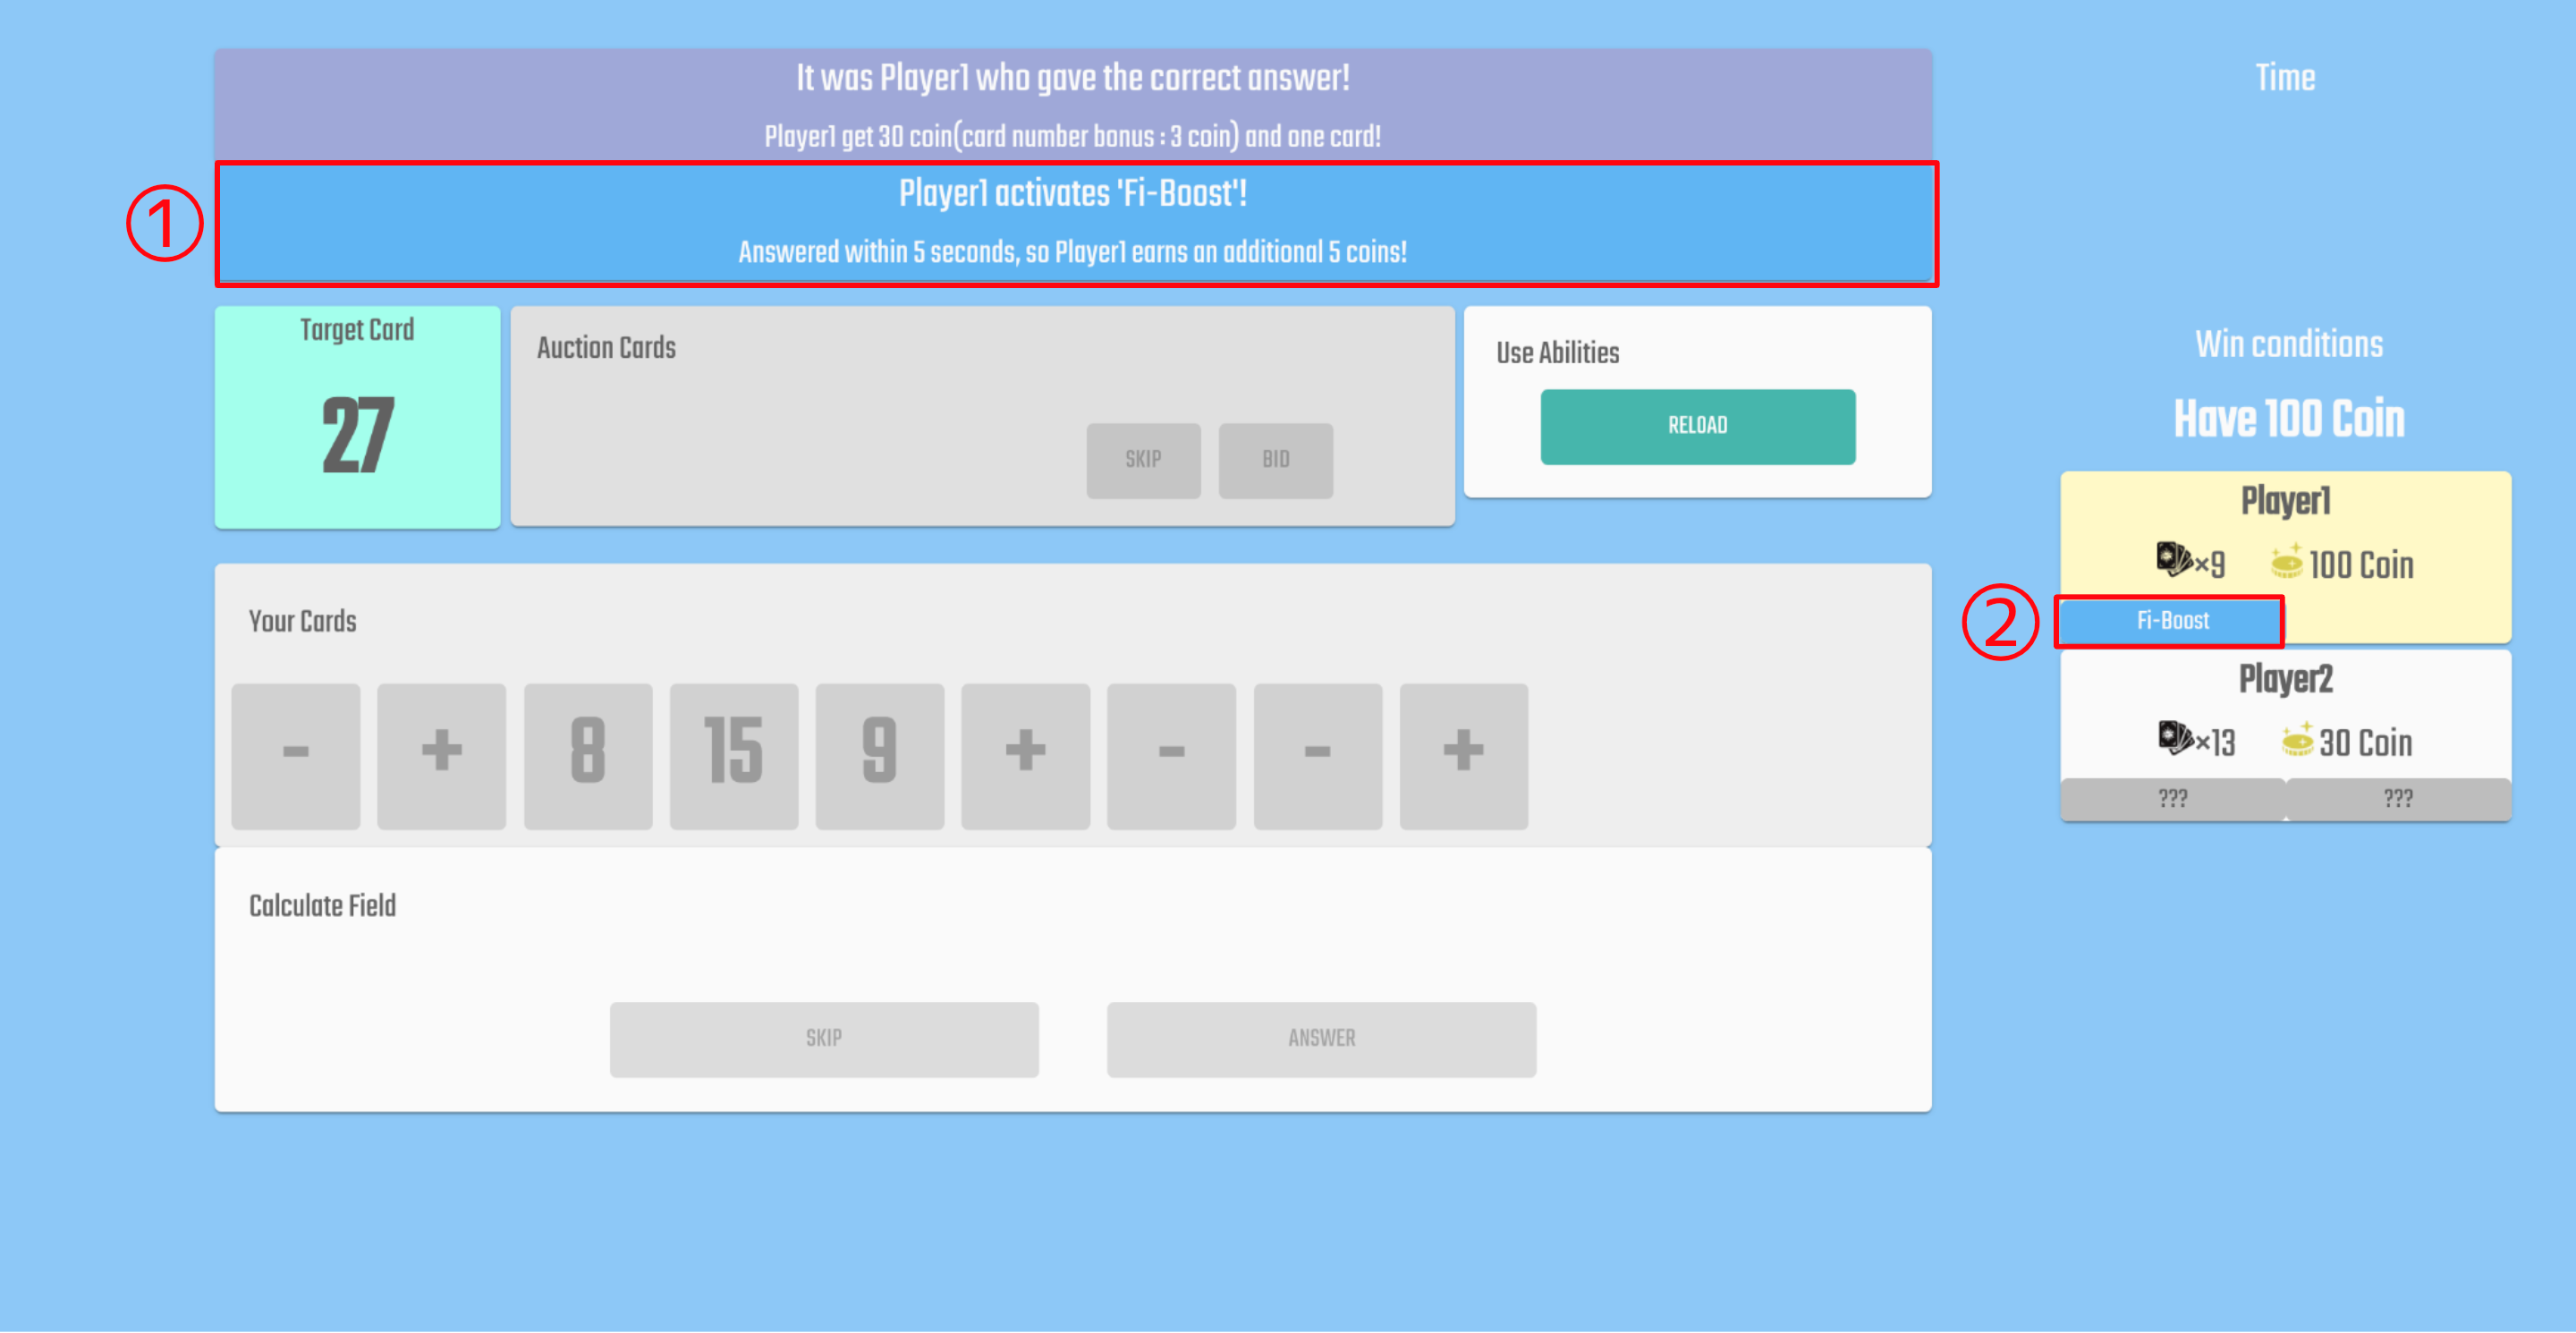 It was Player1 who gave the correct answer!
Player1 get 30 coin(card number bonus : 3 coin) and one card!
①
Player1 activates 'Fi-Boost'!
Answered within 5 seconds, so Player1 earns an additional 5 coins!
Time
Target Card
27
Auction Cards
SKIP BID
Use Abilities
RELOAD
Win conditions
Have 100 Coin
Player1
×9 100 Coin
②
Fi-Boost
Player2
×13 30 Coin
??? ???
Your Cards
- + 8 15 9 + - - +
Calculate Field
SKIP ANSWER